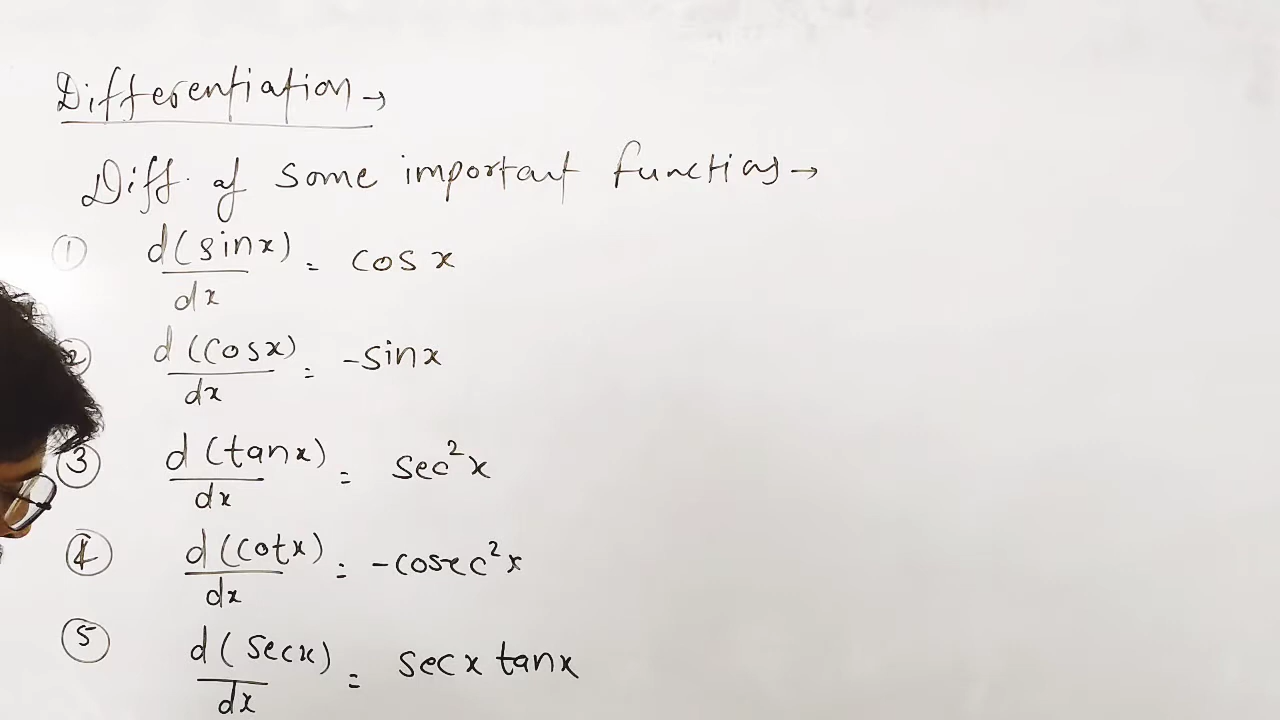 Differentiation →
Diff. of some important functions →
① d(sinx)/dx = cos x
② d(cosx)/dx = -sinx
③ d(tanx)/dx = sec²x
④ d(cotx)/dx = -cosec²x
⑤ d(secx)/dx = secx tanx